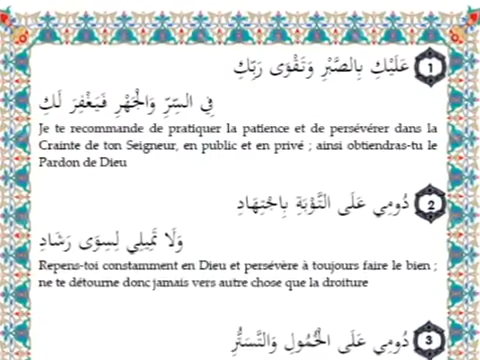 1 عَلَيْكِ بِالصَّبْرِ وَتَقْوَى رَبِّكِ
فِي السِّرِّ وَالْجَهْرِ فَيَغْفِرَ لَكِ
Je te recommande de pratiquer la patience et de persévérer dans la
Crainte de ton Seigneur, en public et en privé ; ainsi obtiendras-tu le
Pardon de Dieu
2 دُومِي عَلَى التَّوْبَةِ بِاجْتِهَادِ
وَلَا تَمِيلِي لِسِوَى رَشَادِ
Repens-toi constamment en Dieu et persévère à toujours faire le bien ;
ne te détourne donc jamais vers autre chose que la droiture
3 دُومِي عَلَى الْخُمُولِ وَالتَّسَتُّرِ